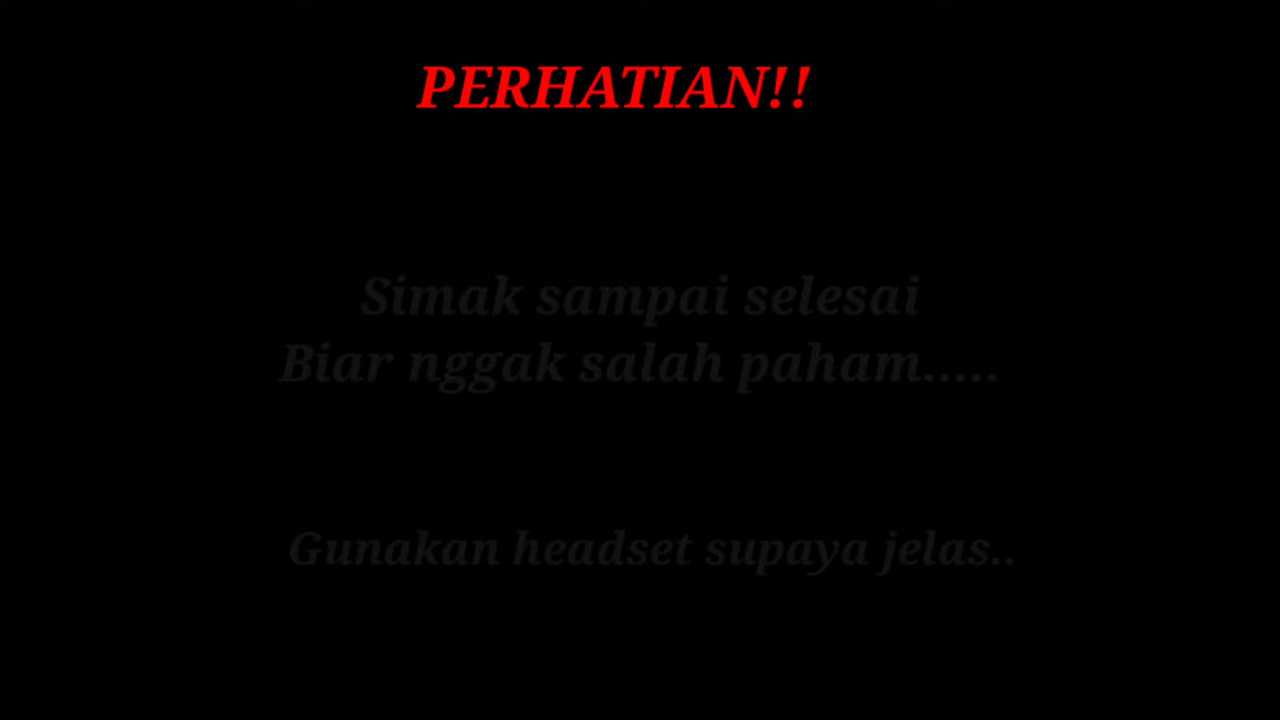 PERHATIAN!!
Simak sampai selesai
Biar nggak salah paham.....
Gunakan headset supaya jelas..